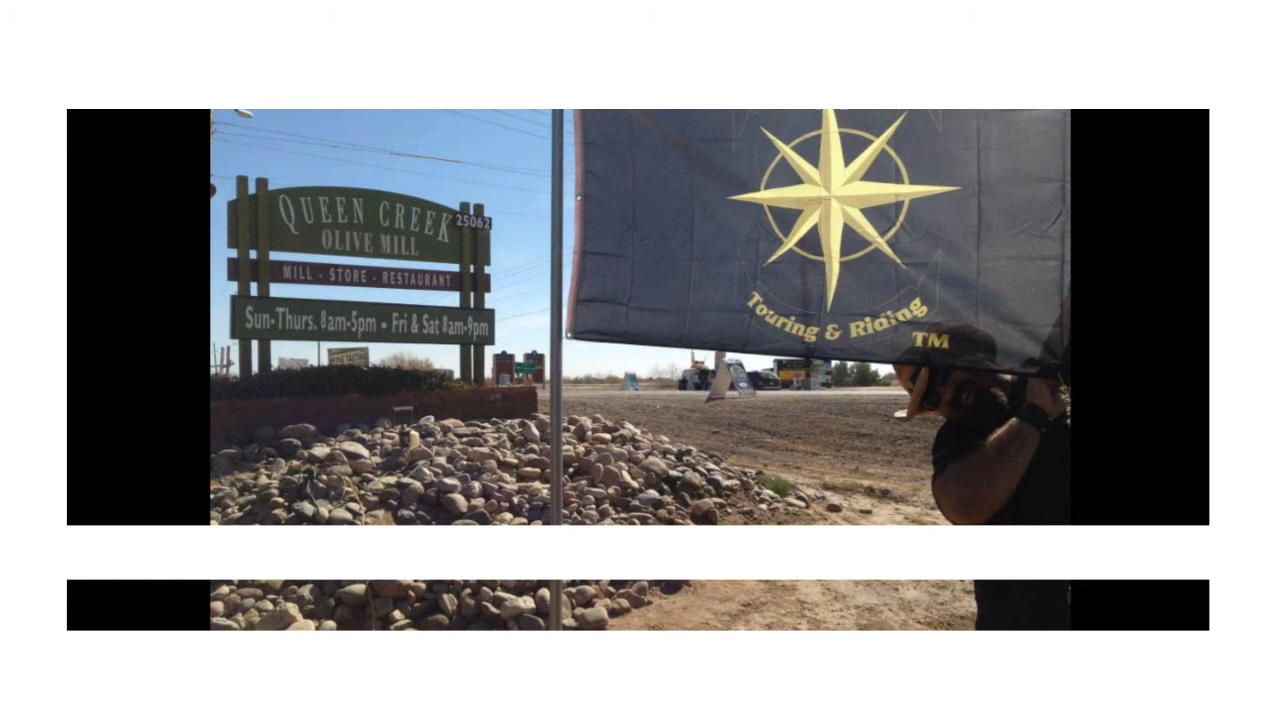 QUEEN CREEK
25062
OLIVE MILL
MILL - STORE - RESTAURANT
Sun-Thurs. 8am-5pm • Fri & Sat 8am-9pm
Touring & Riding
TM